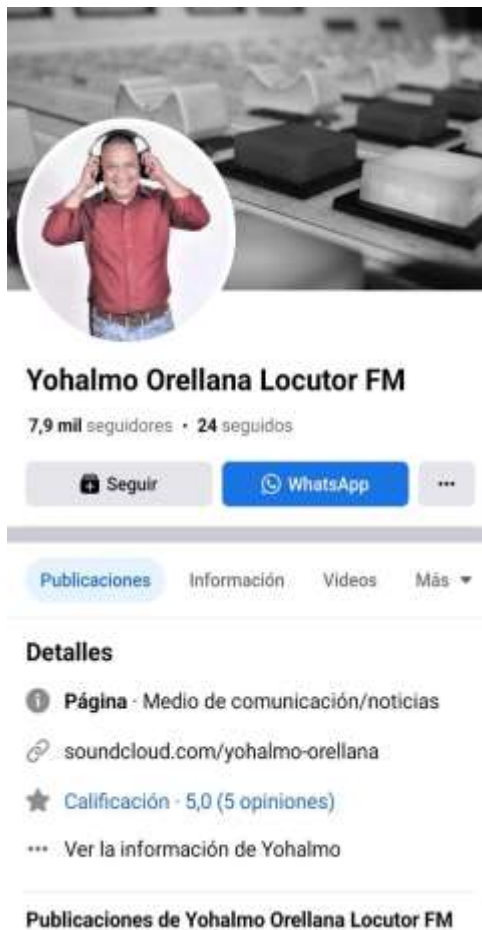 Yohalmo Orellana Locutor FM
7,9 mil seguidores • 24 seguidos
Seguir
WhatsApp
Publicaciones
Información
Videos
Más
Detalles
Página · Medio de comunicación/noticias
soundcloud.com/yohalmo-orellana
Calificación · 5,0 (5 opiniones)
Ver la información de Yohalmo
Publicaciones de Yohalmo Orellana Locutor FM